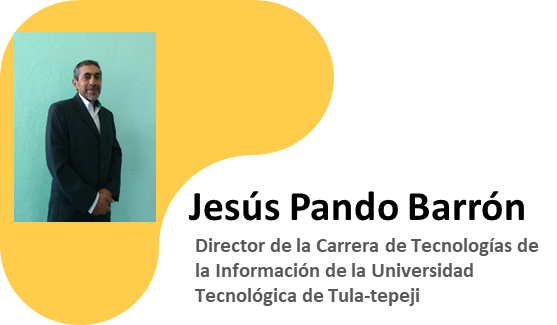 Jesús Pando Barrón
Director de la Carrera de Tecnologías de
la Información de la Universidad
Tecnológica de Tula-tepeji